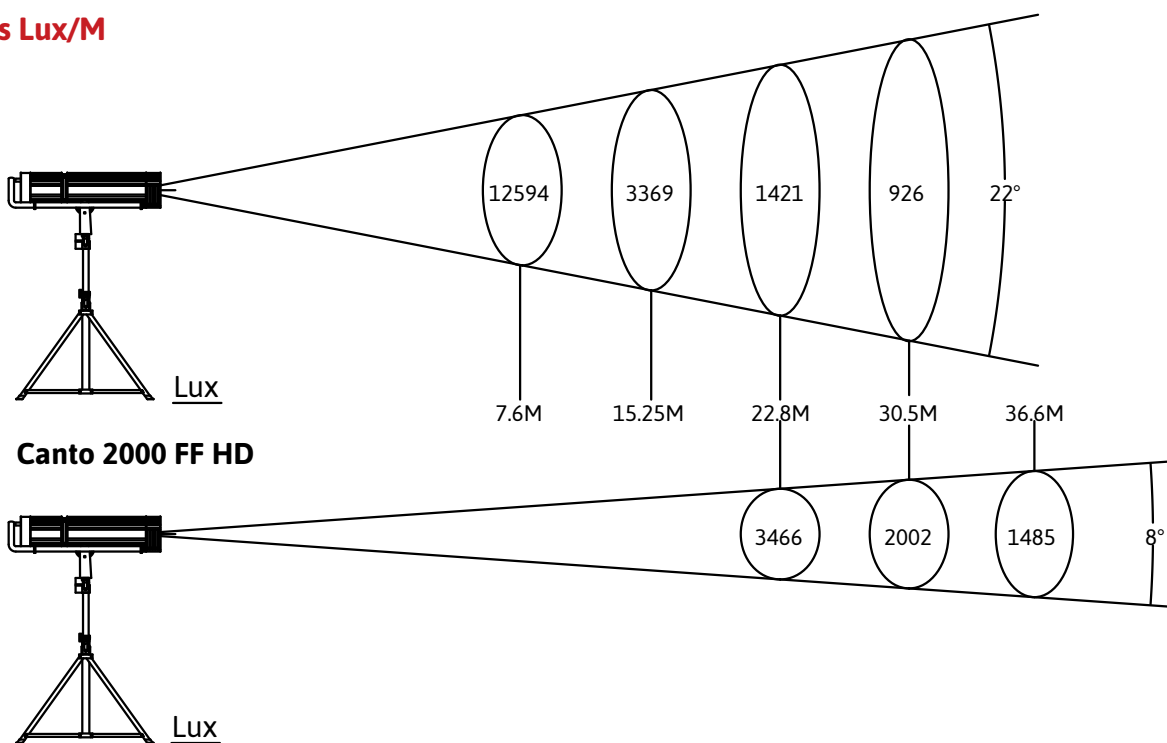 s Lux/M
12594 3369 1421 926 22°
Lux
7.6M 15.25M 22.8M 30.5M 36.6M
Canto 2000 FF HD
3466 2002 1485 8°
Lux